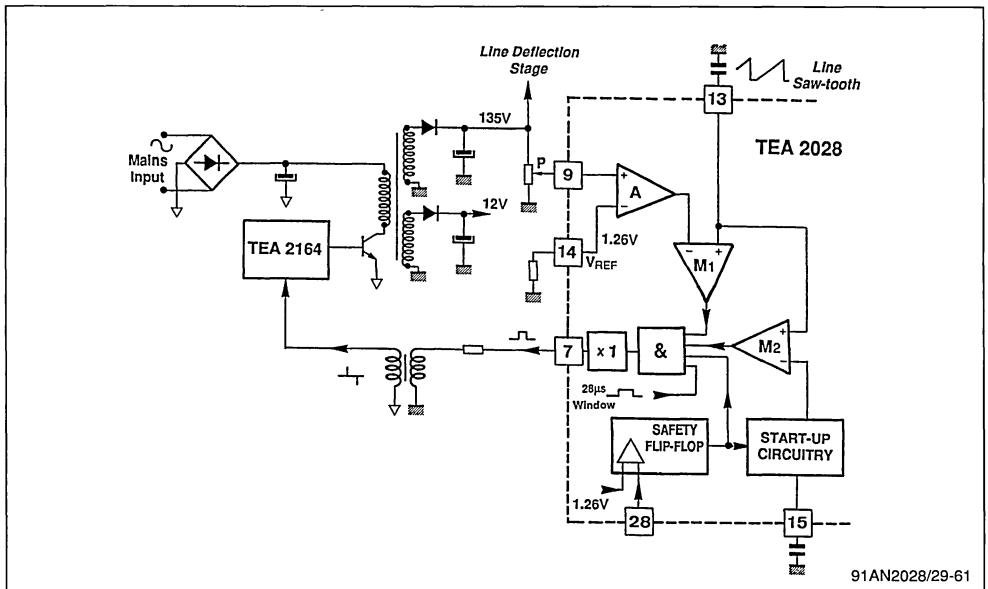 Line Deflection
Stage
Line
Saw-tooth
13
TEA 2028
135V
P
9
+
A
−
Mains
Input
12V
1.26V
14
VREF
− +
M1
TEA 2164
+
M2
−
7
x 1
&
28µs
Window
SAFETY
FLIP-FLOP
START-UP
CIRCUITRY
1.26V
28
15
91AN2028/29-61